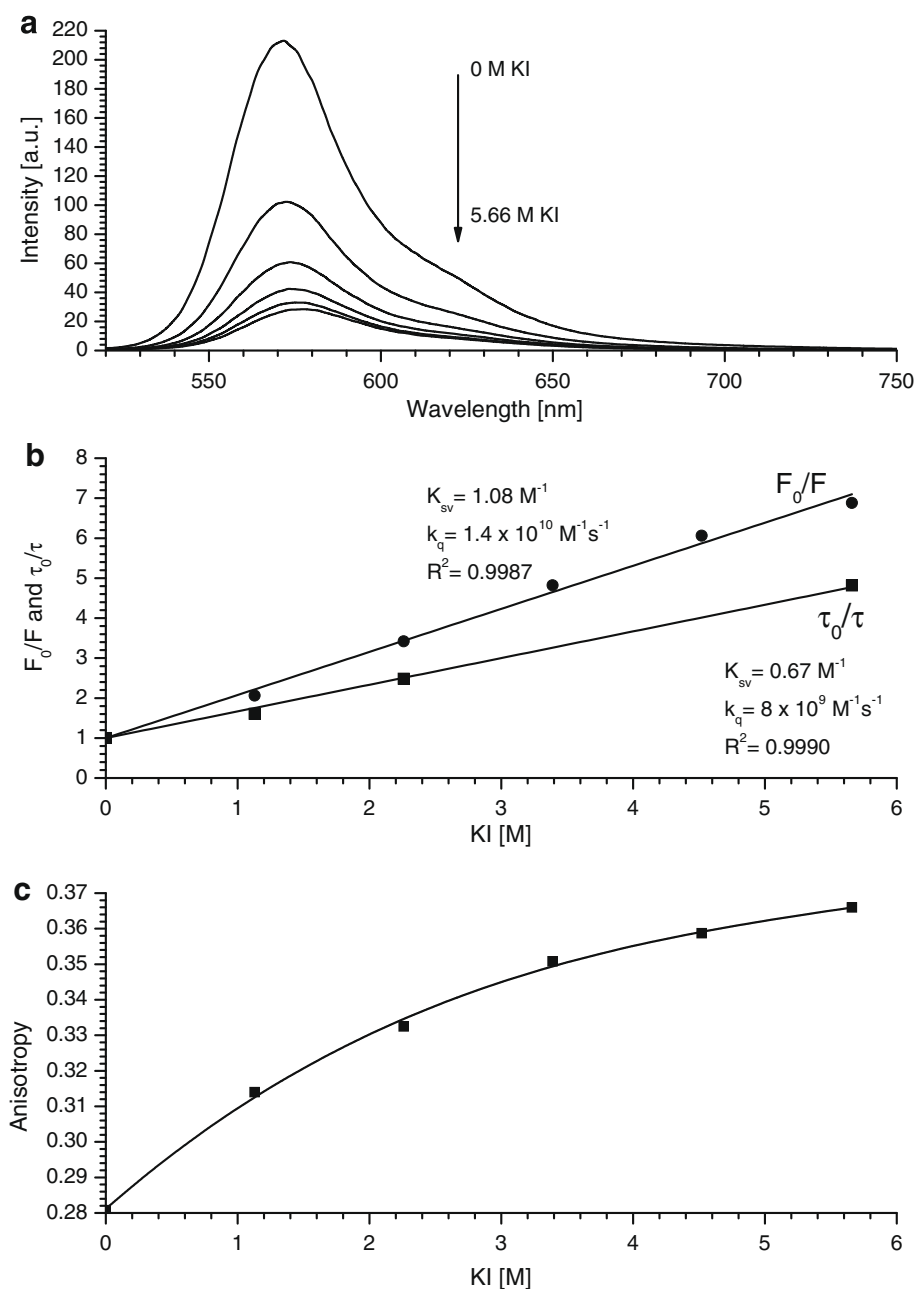 a
220
200
180
160
140
120
100
80
60
40
20
0
Intensity [a.u.]
0 M KI
5.66 M KI
550 600 650 700 750
Wavelength [nm]
b
8
7
6
5
4
3
2
1
0
F₀/F and τ₀/τ
Kₛᵥ= 1.08 M⁻¹
k_q= 1.4 x 10¹⁰ M⁻¹s⁻¹
R²= 0.9987
F₀/F
τ₀/τ
Kₛᵥ= 0.67 M⁻¹
k_q= 8 x 10⁹ M⁻¹s⁻¹
R²= 0.9990
0 1 2 3 4 5 6
KI [M]
c
0.37
0.36
0.35
0.34
0.33
0.32
0.31
0.30
0.29
0.28
Anisotropy
0 1 2 3 4 5 6
KI [M]